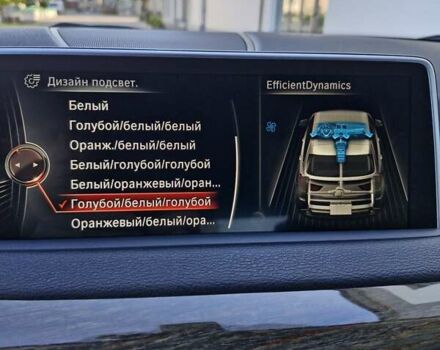 Дизайн подсвет.
EfficientDynamics
Белый
Голубой/белый/белый
Оранж./белый/белый
Белый/голубой/голубой
Белый/оранжевый/оран...
Голубой/белый/голубой
Оранжевый/белый/ора...